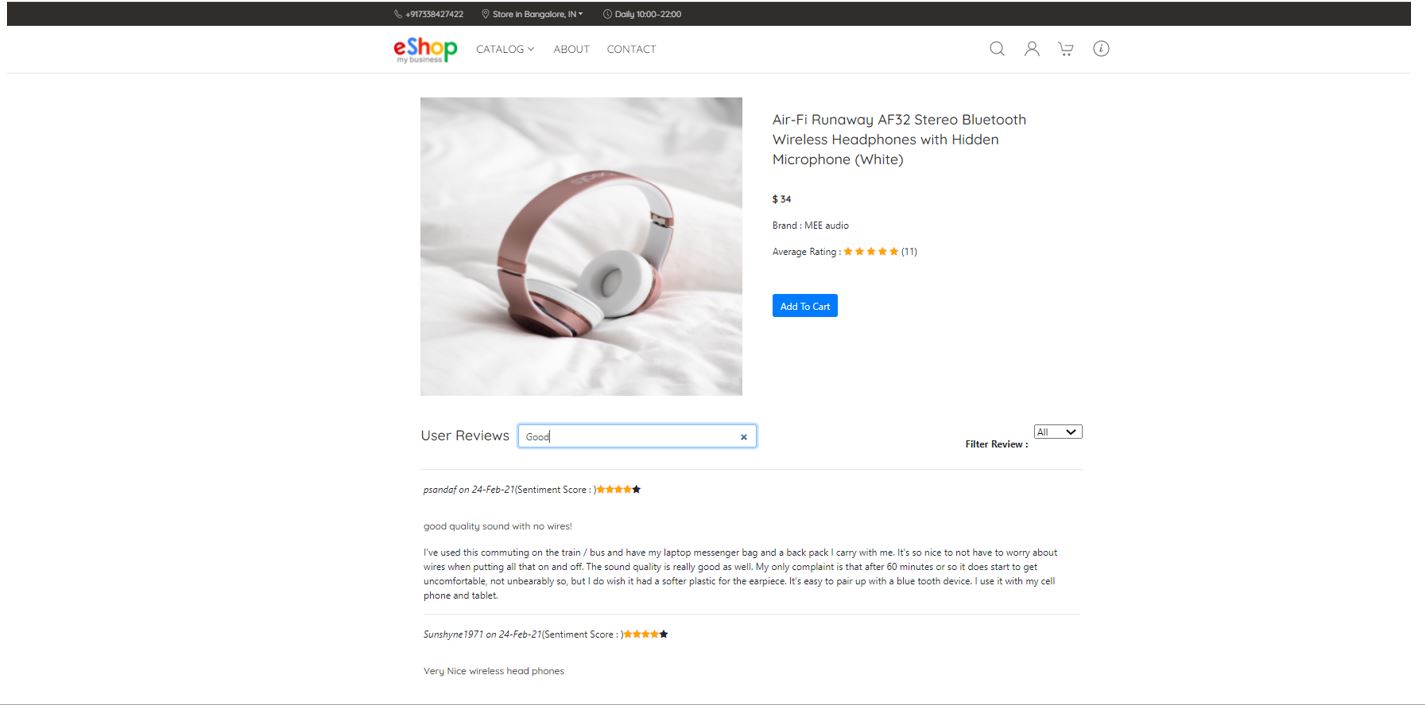 +917338427422 Store in Bangalore, IN Daily 10:00–22:00
eShop
my business
CATALOG ABOUT CONTACT
beats
Air-Fi Runaway AF32 Stereo Bluetooth
Wireless Headphones with Hidden
Microphone (White)
$ 34
Brand : MEE audio
Average Rating : (11)
Add To Cart
User Reviews Good
All
Filter Review :
psandaf on 24-Feb-21(Sentiment Score : )
good quality sound with no wires!
I've used this commuting on the train / bus and have my laptop messenger bag and a back pack I carry with me. It's so nice to not have to worry about
wires when putting all that on and off. The sound quality is really good as well. My only complaint is that after 60 minutes or so it does start to get
uncomfortable, not unbearably so, but I do wish it had a softer plastic for the earpiece. It's easy to pair up with a blue tooth device. I use it with my cell
phone and tablet.
Sunshyne1971 on 24-Feb-21(Sentiment Score : )
Very Nice wireless head phones